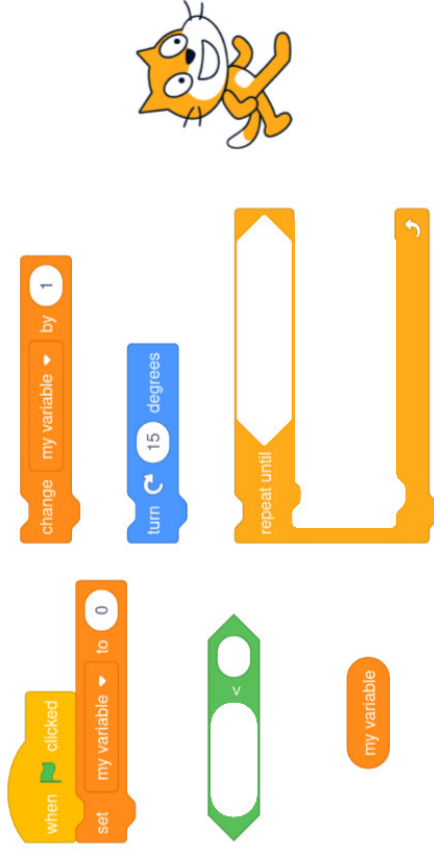 when clicked
set my variable to 0
change my variable by 1
turn 15 degrees
>
repeat until
my variable